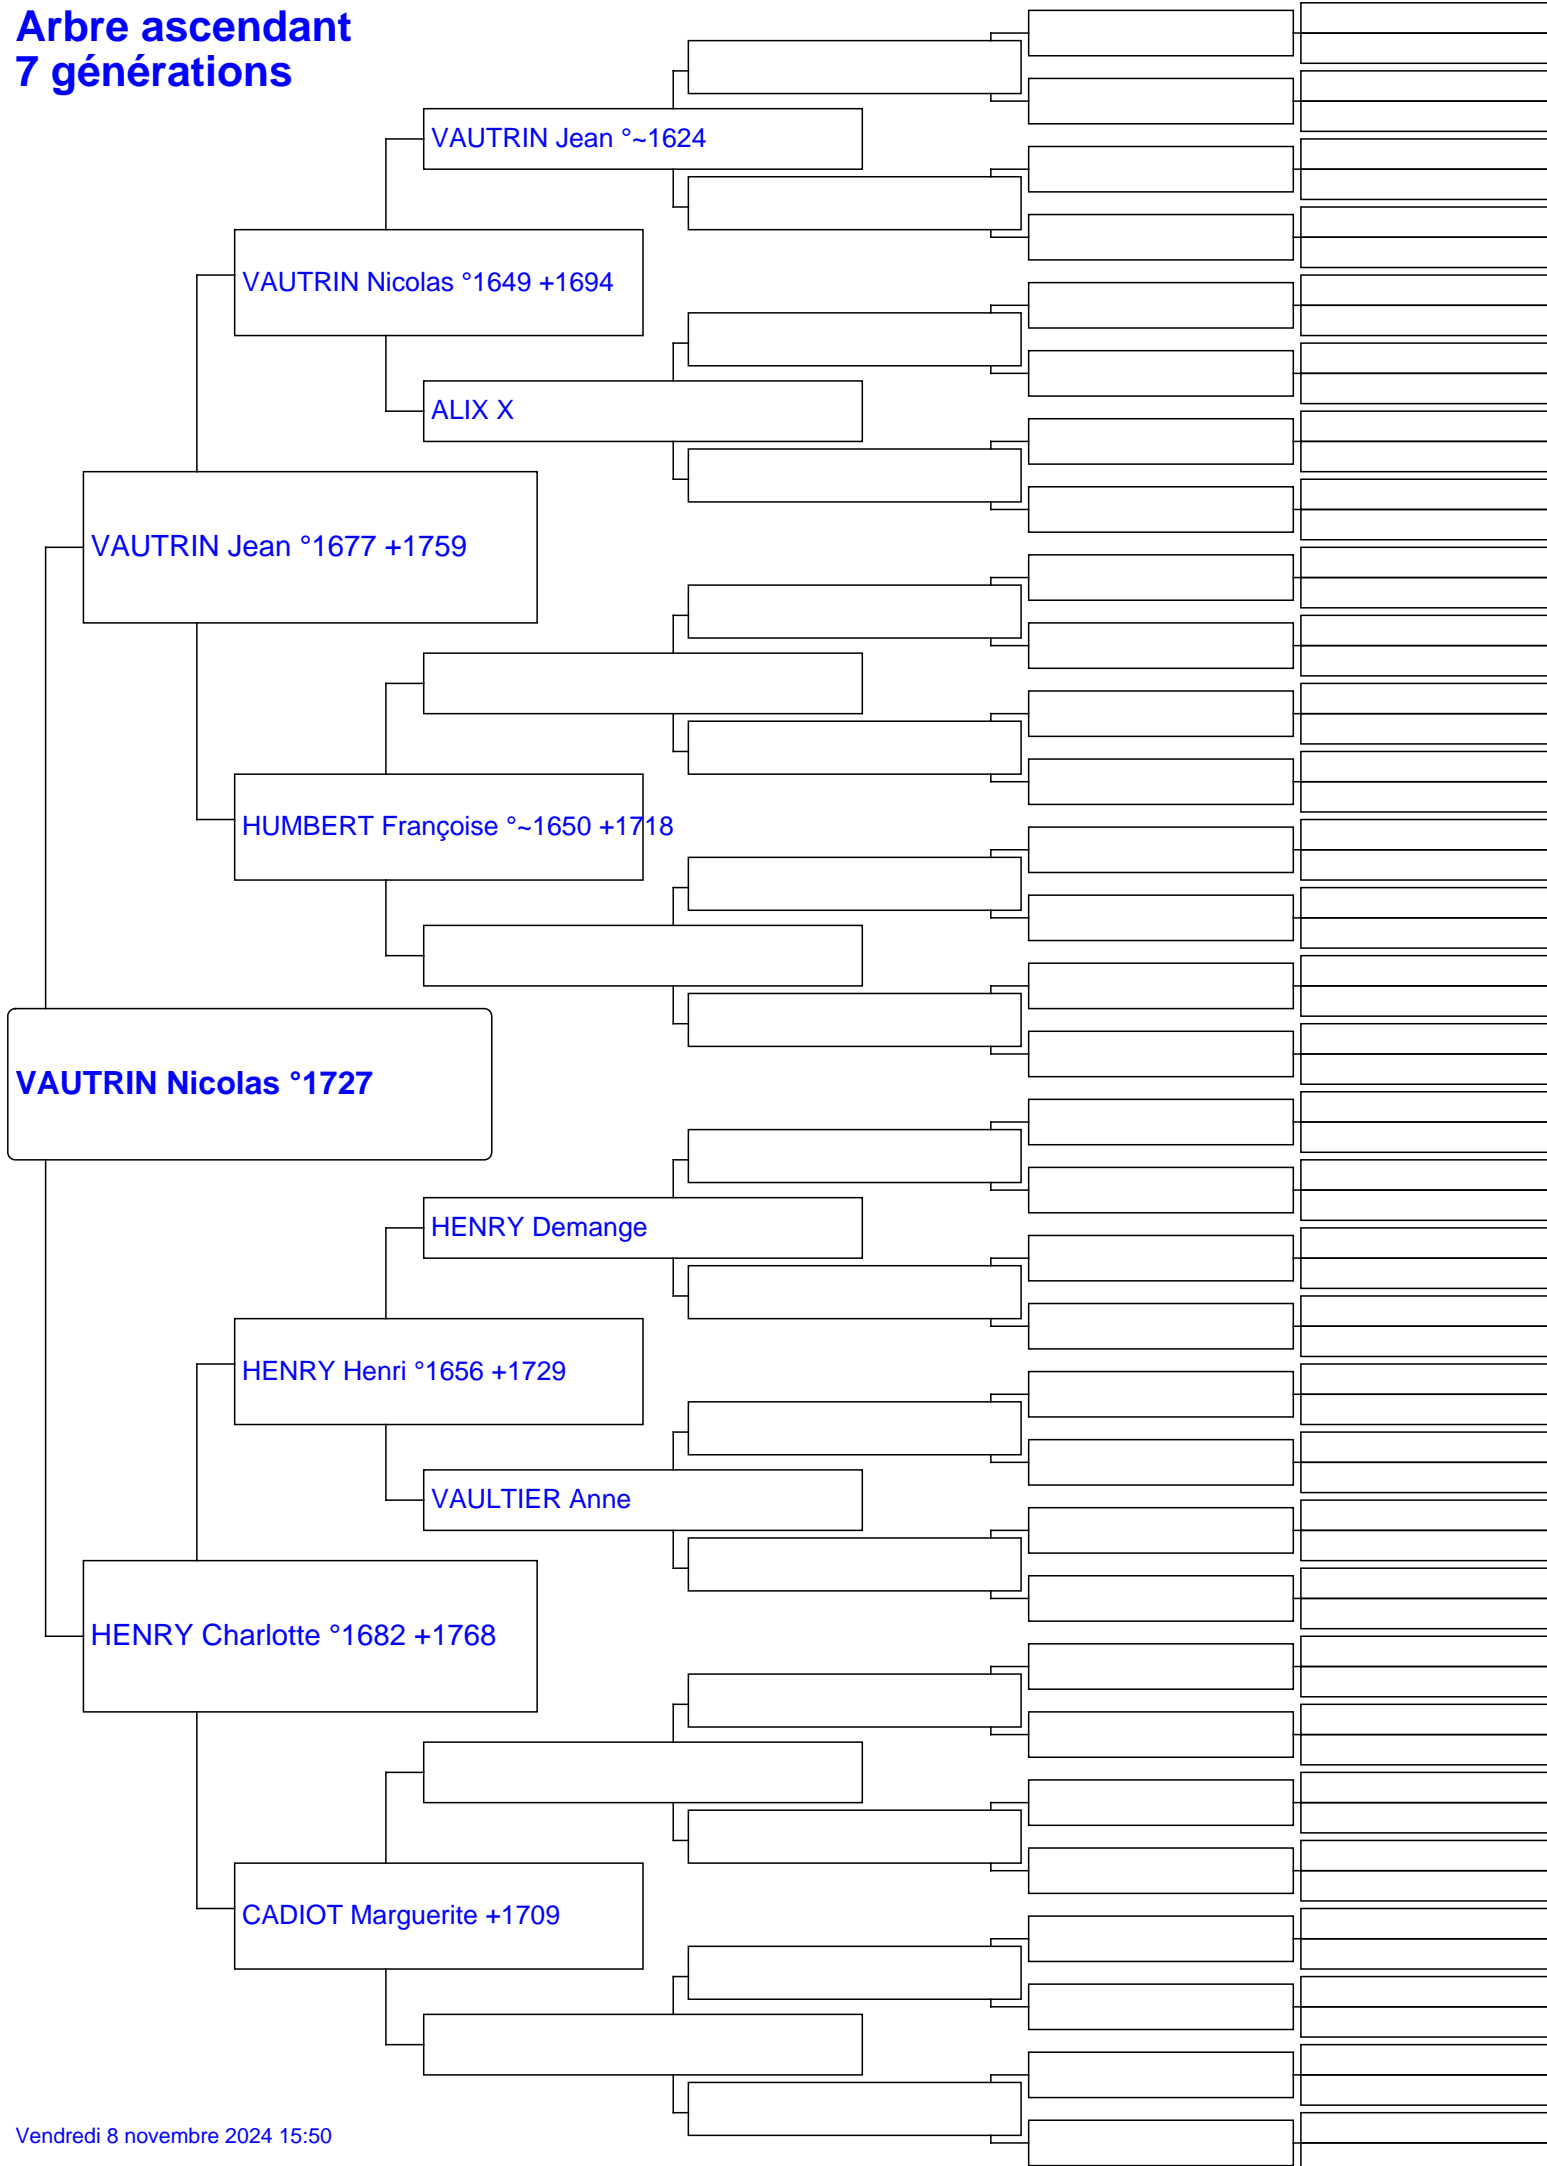 Arbre ascendant
7 générations
VAUTRIN Jean °~1624
VAUTRIN Nicolas °1649 +1694
ALIX X
VAUTRIN Jean °1677 +1759
HUMBERT Françoise °~1650 +1718
VAUTRIN Nicolas °1727
HENRY Demange
HENRY Henri °1656 +1729
VAULTIER Anne
HENRY Charlotte °1682 +1768
CADIOT Marguerite +1709
Vendredi 8 novembre 2024 15:50